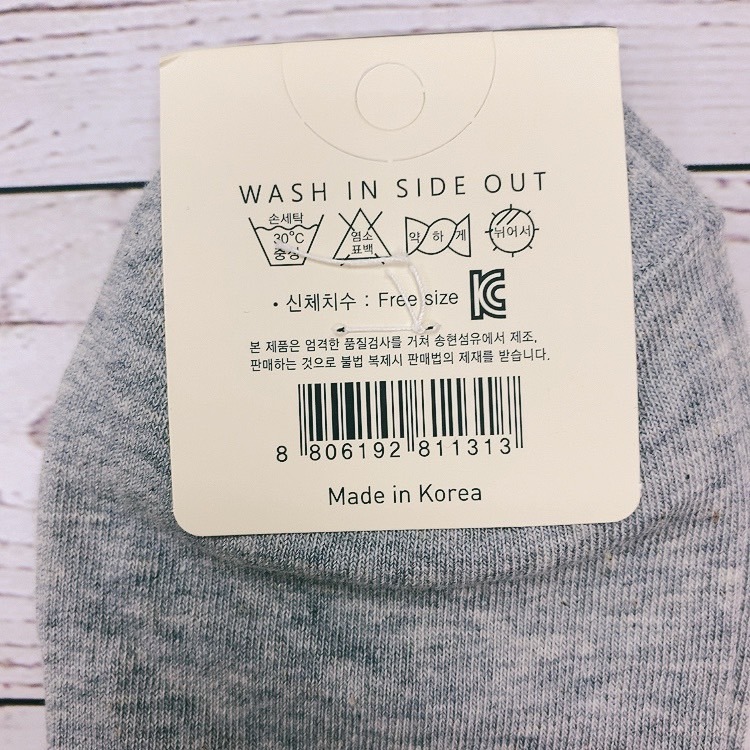 WASH IN SIDE OUT
손세탁
30°C
중성
염소
표백
약 하 게
뉘어서
• 신체치수 : Free size KC
본 제품은 엄격한 품질검사를 거쳐 송현섬유에서 제조,
판매하는 것으로 불법 복제시 판매법의 제재를 받습니다.
8 806192 811313
Made in Korea